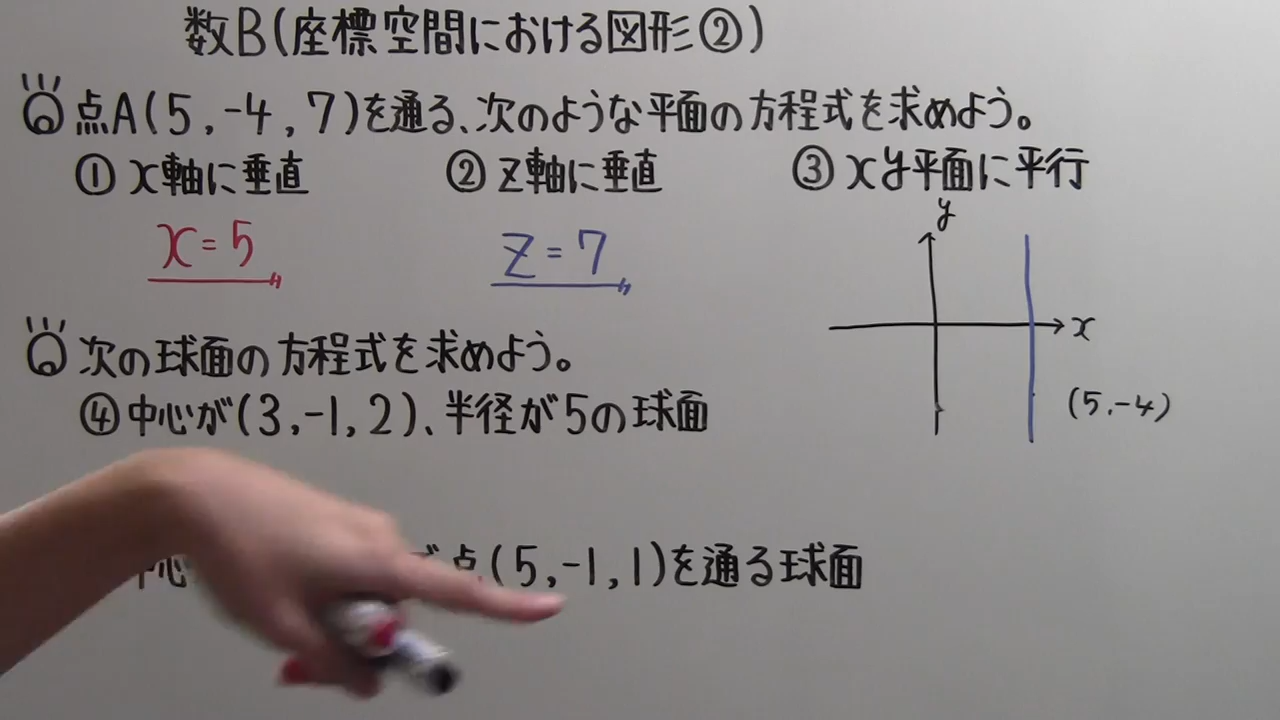 数B(座標空間における図形②)
点A(5,-4,7)を通る、次のような平面の方程式を求めよう。
①x軸に垂直 ②z軸に垂直 ③xy平面に平行
x=5 z=7
y
x
(5,-4)
次の球面の方程式を求めよう。
④中心が(3,-1,2)、半径が5の球面
中心 点(5,-1,1)を通る球面